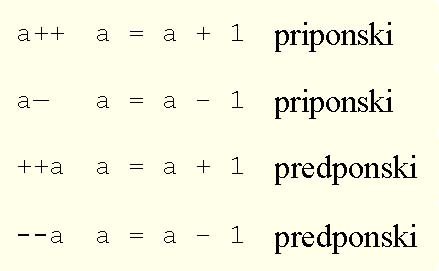 a++ a = a + 1 priponski
a– a = a - 1 priponski
++a a = a + 1 predponski
--a a = a - 1 predponski